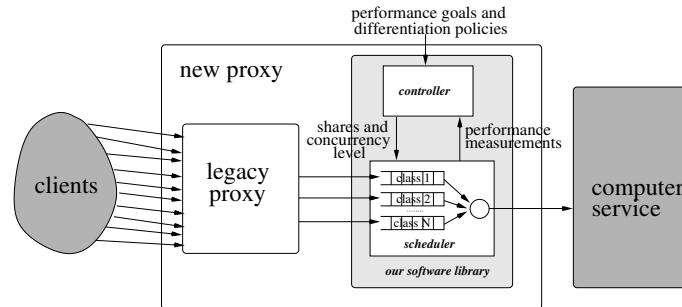 performance goals and
differentiation policies
new proxy
controller
shares and
concurrency
level
performance
measurements
clients
legacy
proxy
class 1
class 2
........
class N
scheduler
our software library
computer
service